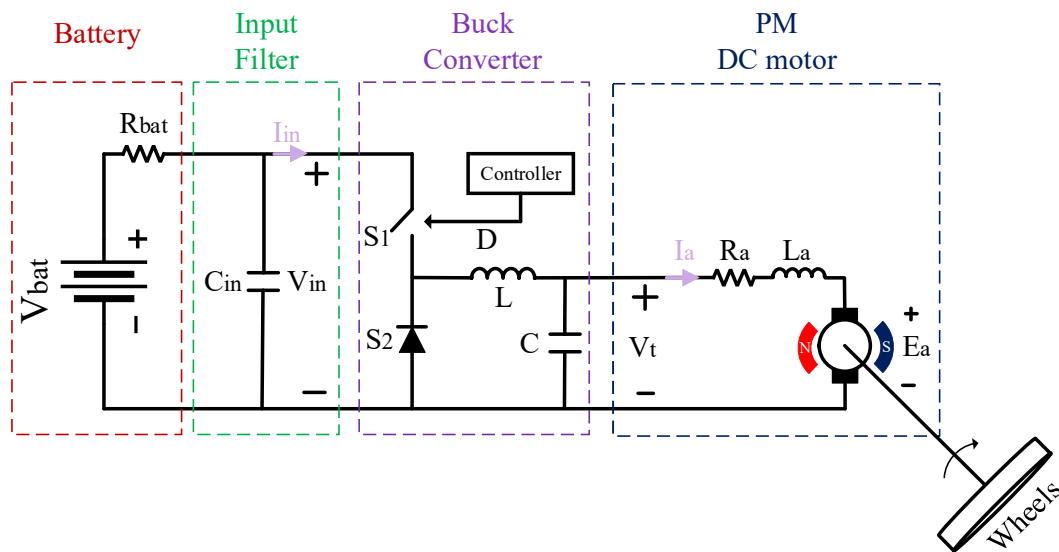 Battery
Input
Filter
Buck
Converter
PM
DC motor
Rbat
Iin
+
Controller
S1
D
Ia
Ra
La
+
Vbat
–
Cin
Vin
L
+
S2
C
Vt
N
S
+
Ea
–
–
–
Wheels